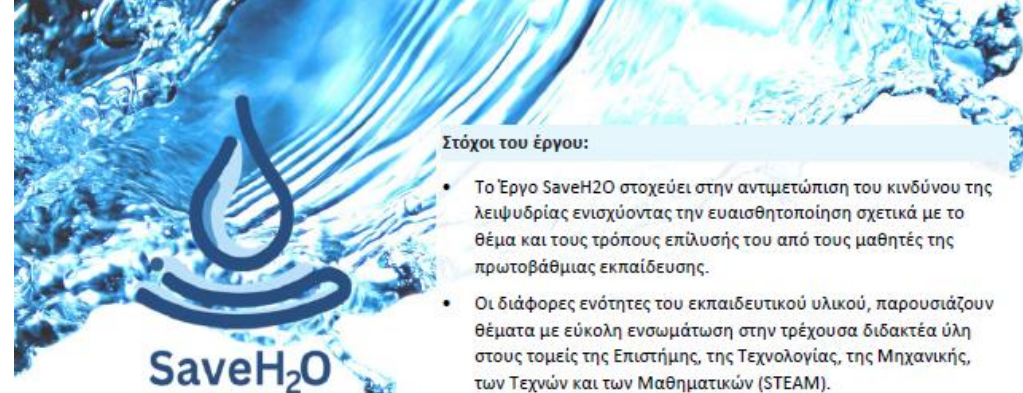 Στόχοι του έργου:
• Το Έργο SaveH2O στοχεύει στην αντιμετώπιση του κινδύνου της
λειψυδρίας ενισχύοντας την ευαισθητοποίηση σχετικά με το
θέμα και τους τρόπους επίλυσής του από τους μαθητές της
πρωτοβάθμιας εκπαίδευσης.
• Οι διάφορες ενότητες του εκπαιδευτικού υλικού, παρουσιάζουν
θέματα με εύκολη ενσωμάτωση στην τρέχουσα διδακτέα ύλη
στους τομείς της Επιστήμης, της Τεχνολογίας, της Μηχανικής,
των Τεχνών και των Μαθηματικών (STEAM).
SaveH₂O